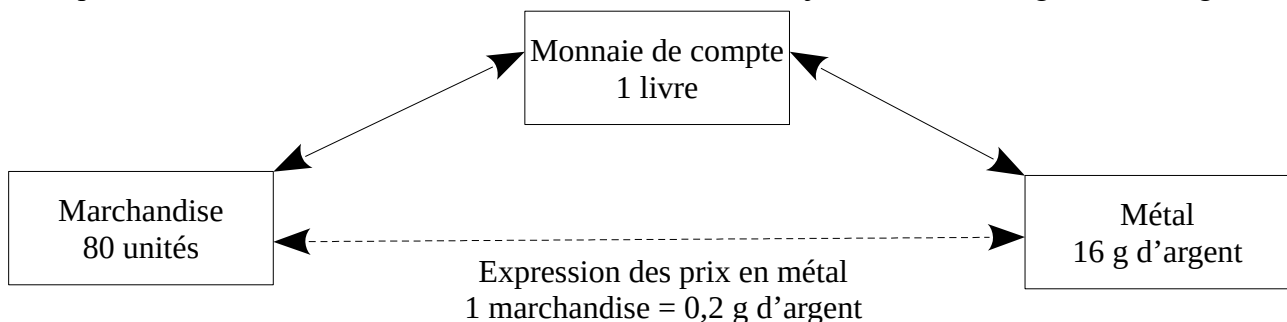 Monnaie de compte
1 livre
Marchandise
80 unités
Métal
16 g d’argent
Expression des prix en métal
1 marchandise = 0,2 g d’argent